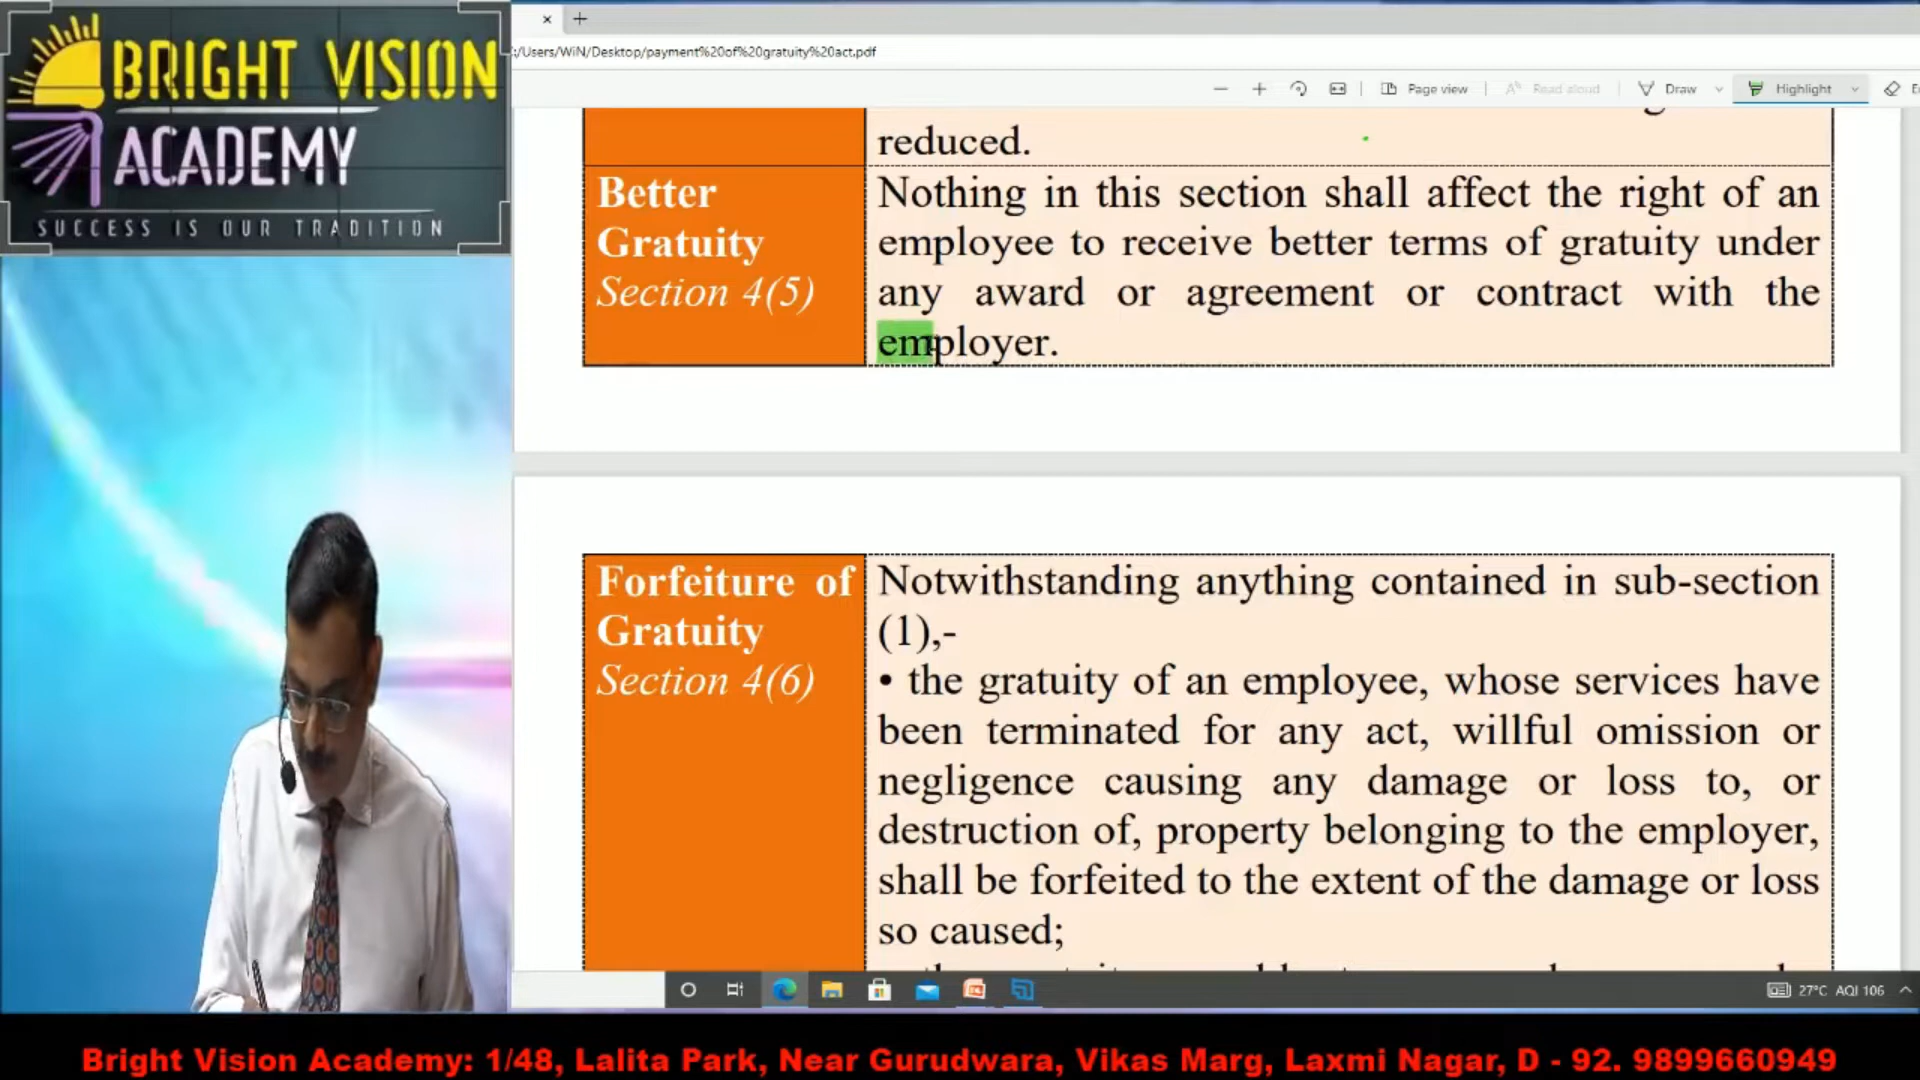 BRIGHT VISION
ACADEMY
SUCCESS IS OUR TRADITION
:/Users/WiN/Desktop/payment%20of%20gratuity%20act.pdf
Page view
Read aloud
Draw
Highlight
reduced.
Better
Gratuity
Section 4(5)
Nothing in this section shall affect the right of an
employee to receive better terms of gratuity under
any award or agreement or contract with the
employer.
Forfeiture of
Gratuity
Section 4(6)
Notwithstanding anything contained in sub-section
(1),-
• the gratuity of an employee, whose services have
been terminated for any act, willful omission or
negligence causing any damage or loss to, or
destruction of, property belonging to the employer,
shall be forfeited to the extent of the damage or loss
so caused;
27°C AQI 106
Bright Vision Academy: 1/48, Lalita Park, Near Gurudwara, Vikas Marg, Laxmi Nagar, D - 92. 9899660949